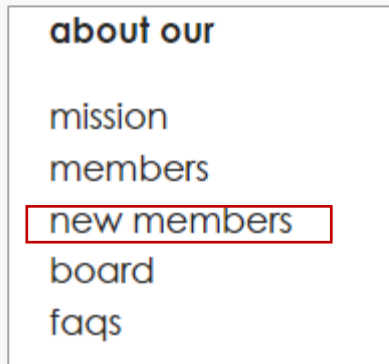 about our
mission
members
new members
board
faqs